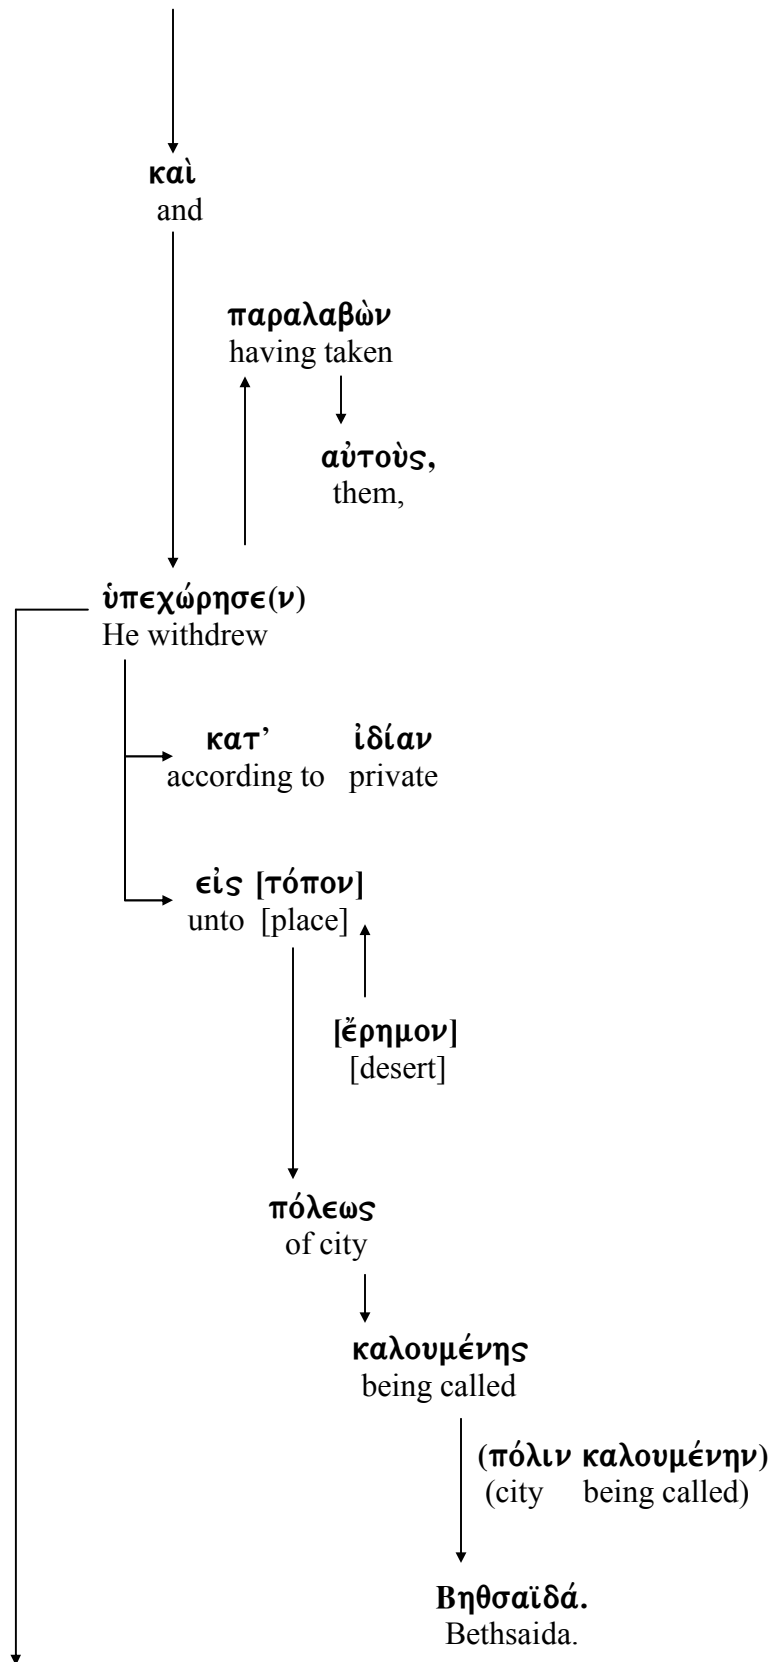 καὶ
and
παραλαβὼν
having taken
αὐτοὺς,
them,
ὑπεχώρησε(ν)
He withdrew
κατ’ ἰδίαν
according to private
εἰς [τόπον]
unto [place]
[ἔρημον]
[desert]
πόλεως
of city
καλουμένης
being called
(πόλιν καλουμένην)
(city being called)
Βηθσαϊδά.
Bethsaida.